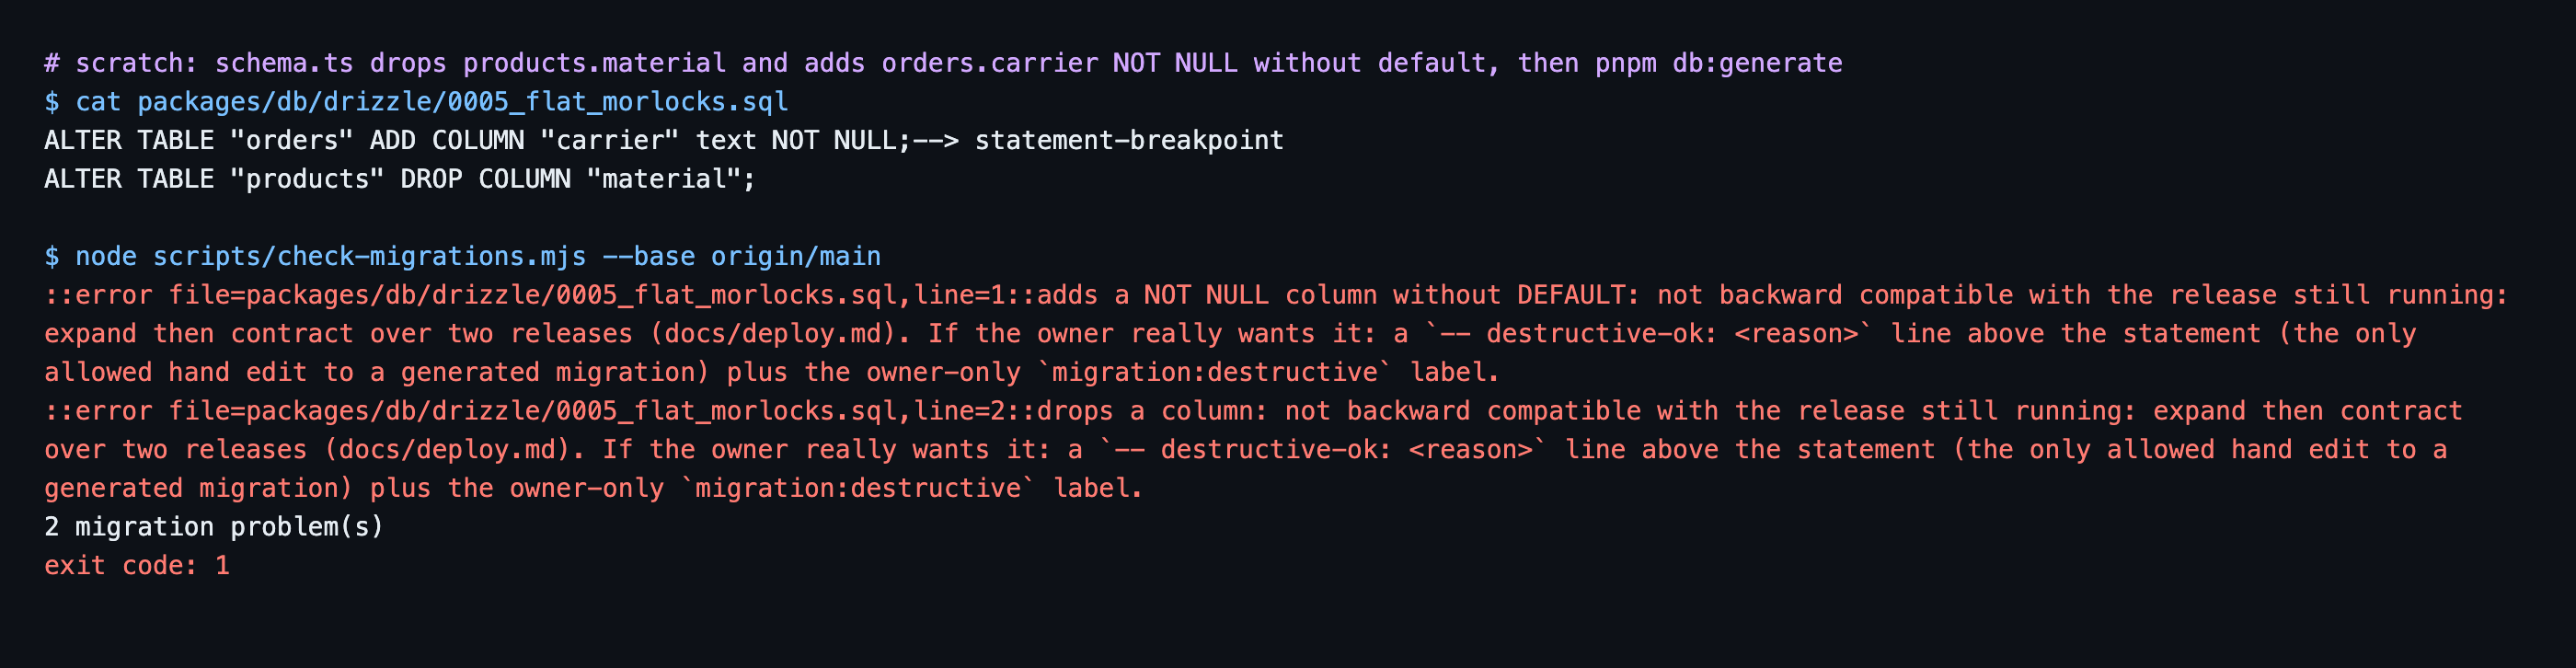 # scratch: schema.ts drops products.material and adds orders.carrier NOT NULL without default, then pnpm db:generate
$ cat packages/db/drizzle/0005_flat_morlocks.sql
ALTER TABLE "orders" ADD COLUMN "carrier" text NOT NULL;--> statement-breakpoint
ALTER TABLE "products" DROP COLUMN "material";
$ node scripts/check-migrations.mjs --base origin/main
::error file=packages/db/drizzle/0005_flat_morlocks.sql,line=1::adds a NOT NULL column without DEFAULT: not backward compatible with the release still running:
expand then contract over two releases (docs/deploy.md). If the owner really wants it: a `-- destructive-ok: <reason>` line above the statement (the only
allowed hand edit to a generated migration) plus the owner-only `migration:destructive` label.
::error file=packages/db/drizzle/0005_flat_morlocks.sql,line=2::drops a column: not backward compatible with the release still running: expand then contract
over two releases (docs/deploy.md). If the owner really wants it: a `-- destructive-ok: <reason>` line above the statement (the only allowed hand edit to a
generated migration) plus the owner-only `migration:destructive` label.
2 migration problem(s)
exit code: 1